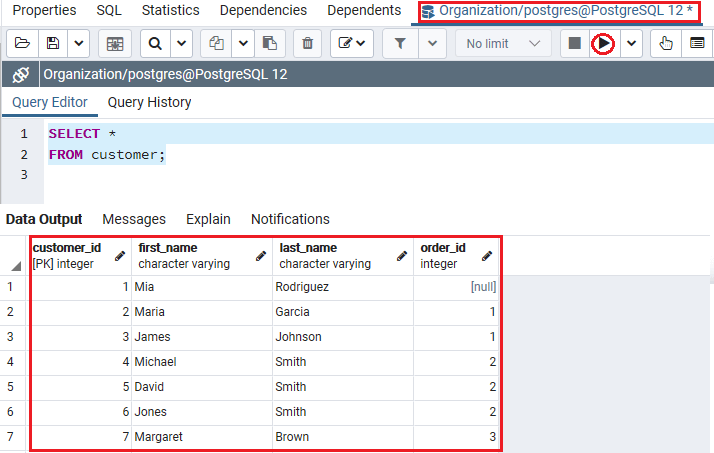 Properties SQL Statistics Dependencies Dependents Organization/postgres@PostgreSQL 12 *
No limit
Organization/postgres@PostgreSQL 12
Query Editor Query History
1 SELECT *
2 FROM customer;
3
Data Output Messages Explain Notifications
customer_id first_name last_name order_id
[PK] integer character varying character varying integer
1 1 Mia Rodriguez [null]
2 2 Maria Garcia 1
3 3 James Johnson 1
4 4 Michael Smith 2
5 5 David Smith 2
6 6 Jones Smith 2
7 7 Margaret Brown 3